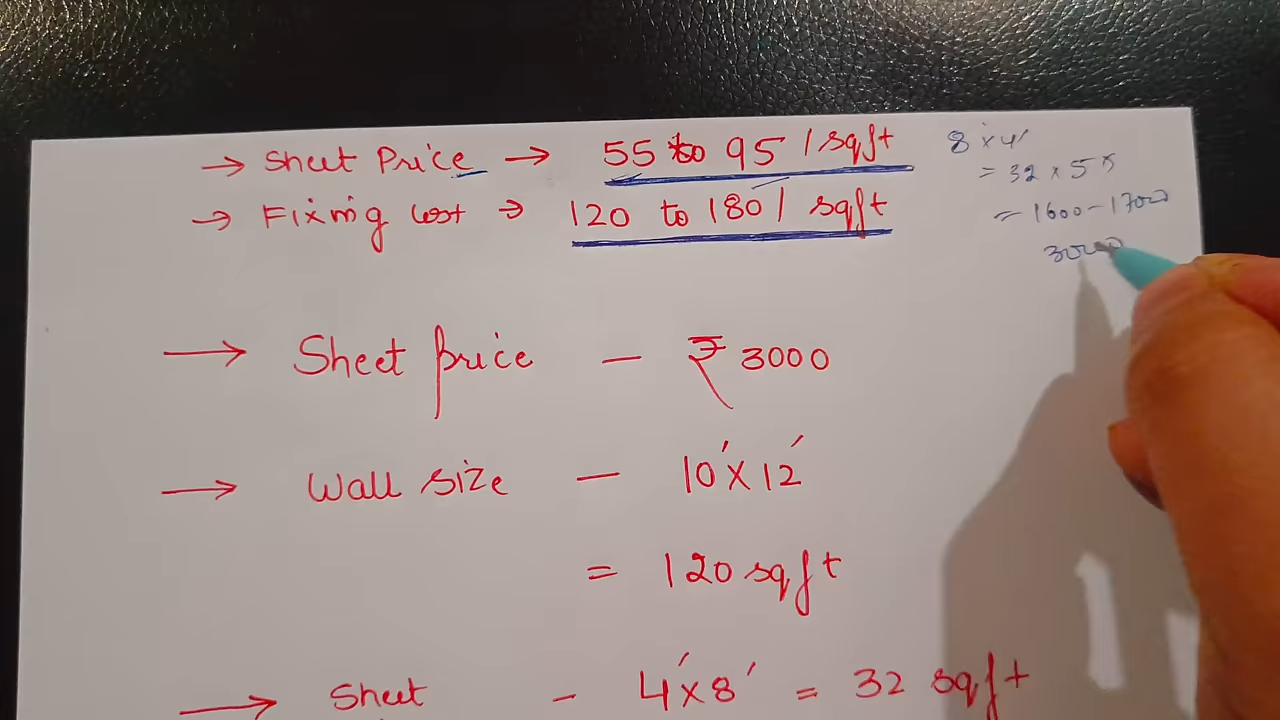 → Sheet Price → 55 to 95 / sqft
→ Fixing cost → 120 to 180 / sqft
8' x 4'
= 32 x 55
= 1600 - 1700
3000
→ Sheet price — ₹ 3000
→ Wall size — 10' x 12'
= 120 sqft
→ Sheet - 4' x 8' = 32 sqft